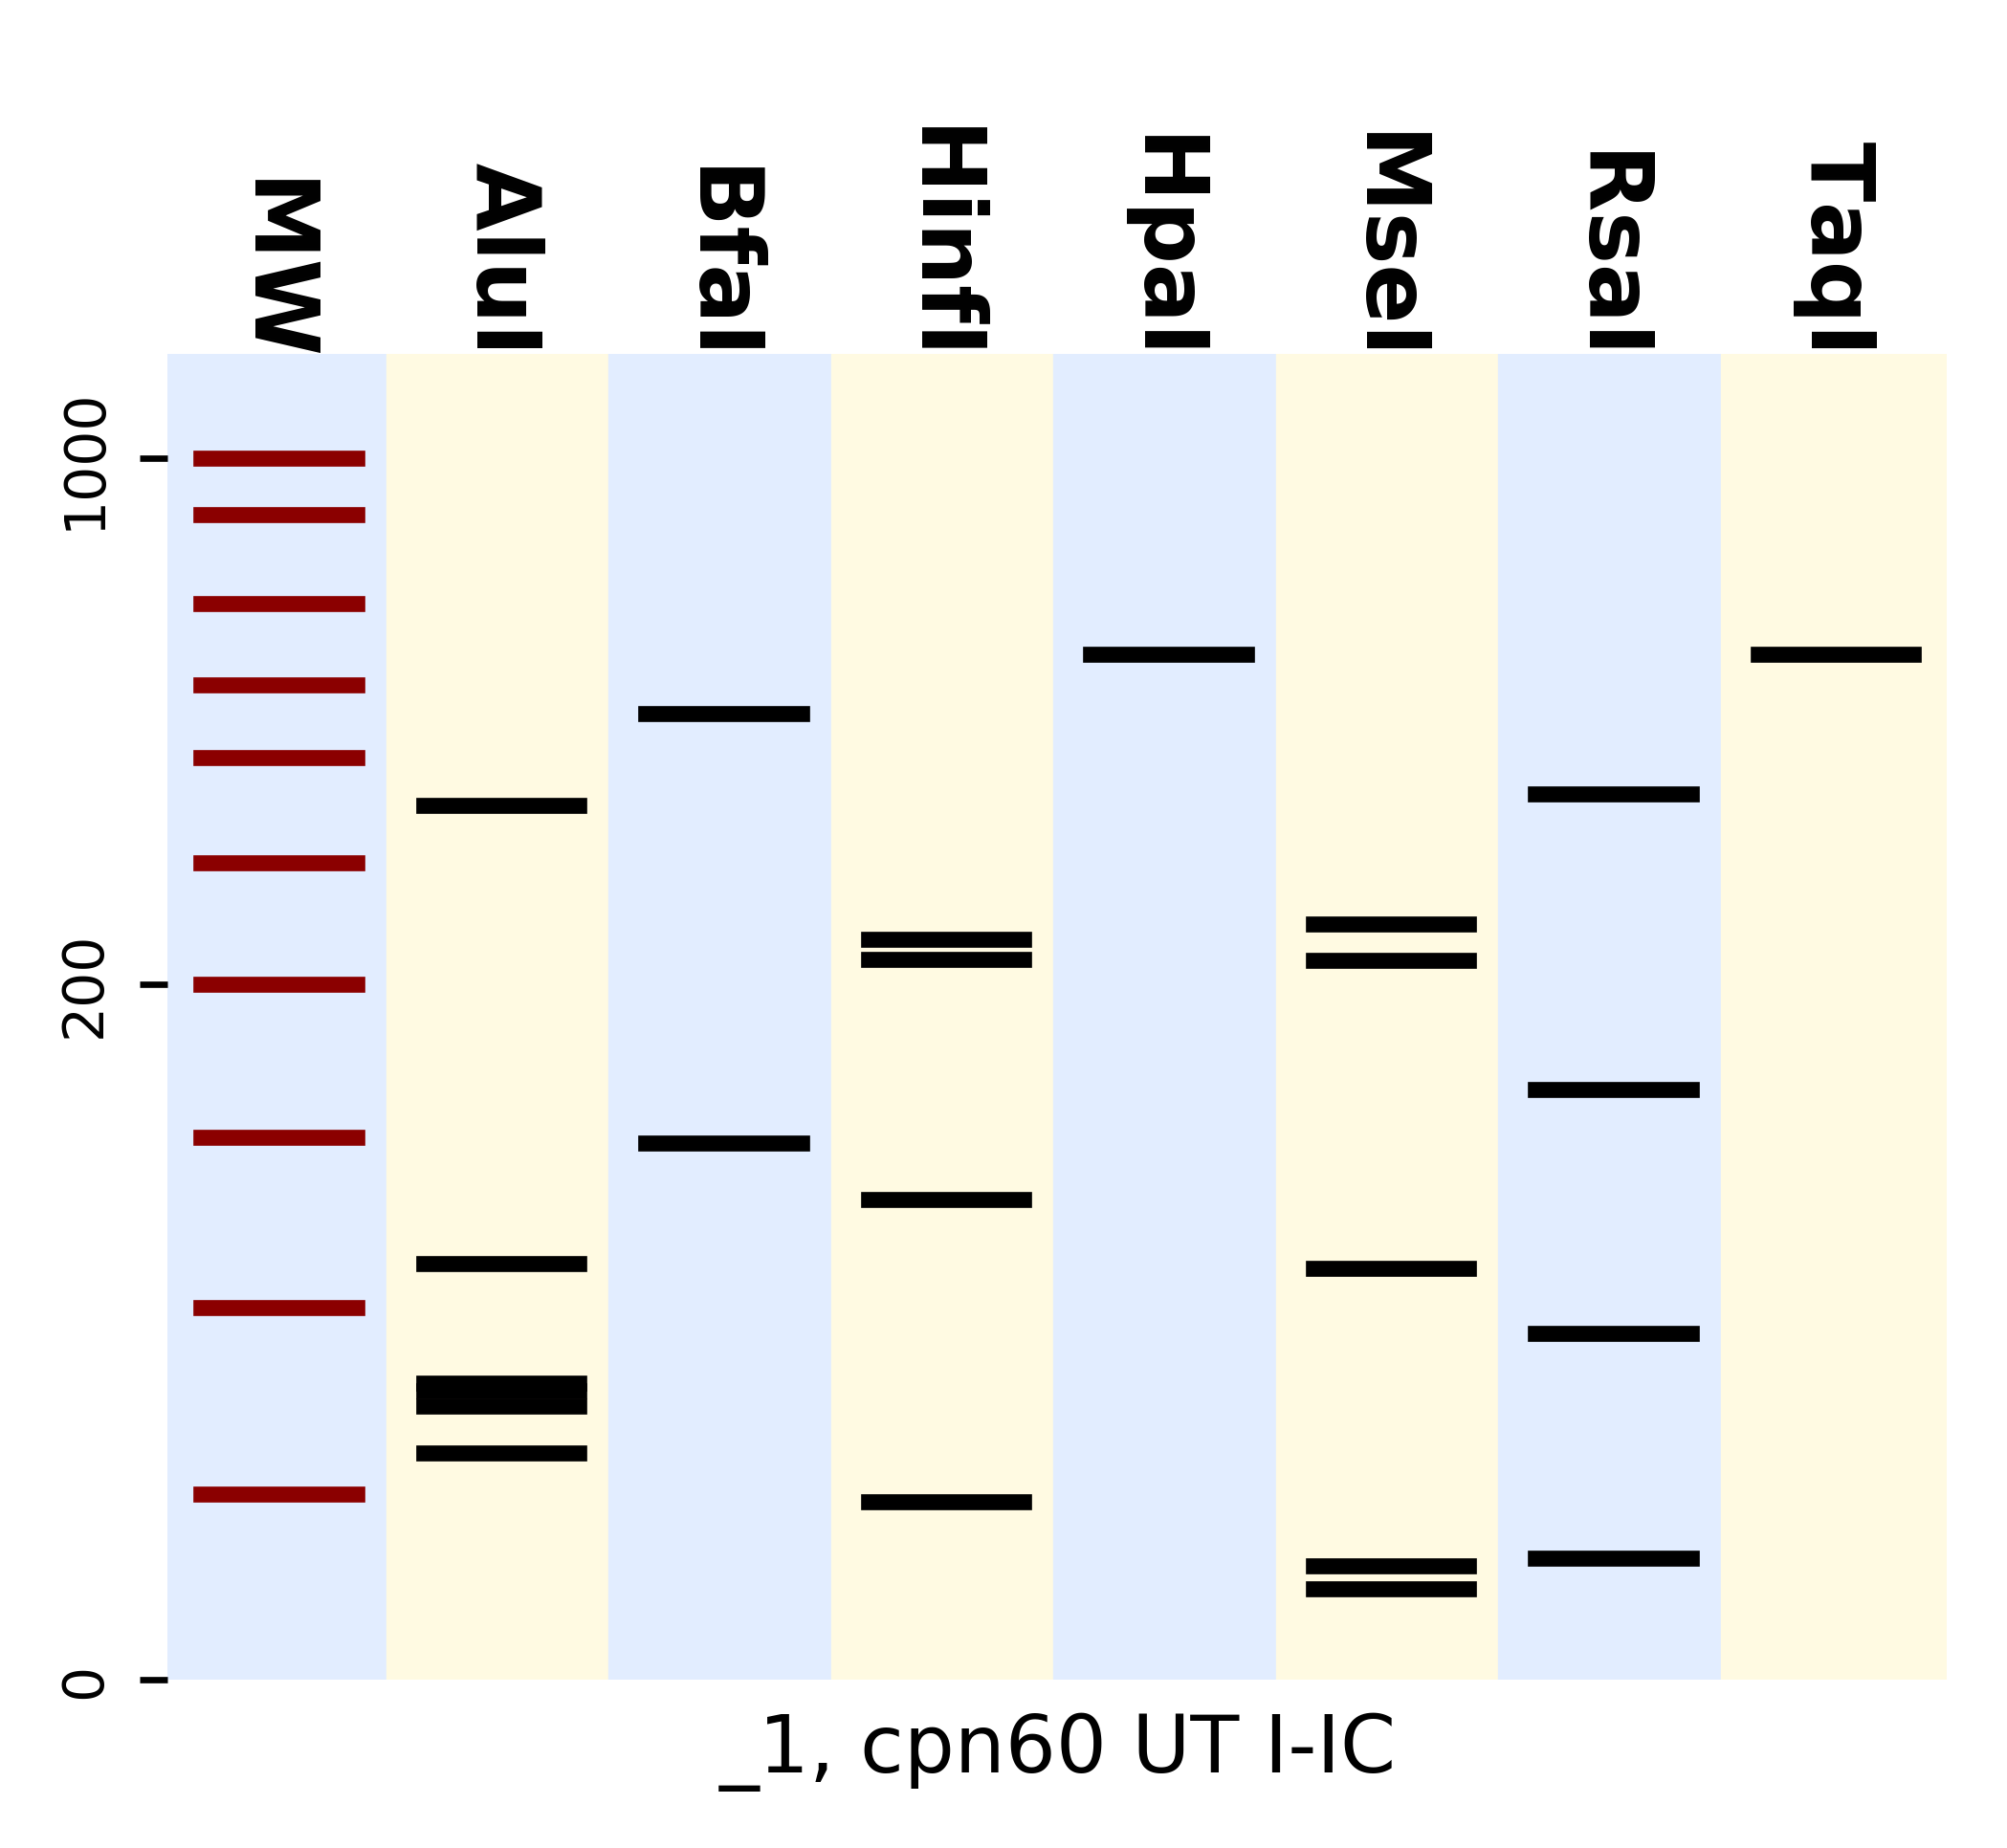 MW
AluI
BfaI
HinfI
HpaI
MseI
RsaI
TaqI
1000
200
0
_1, cpn60 UT I-IC